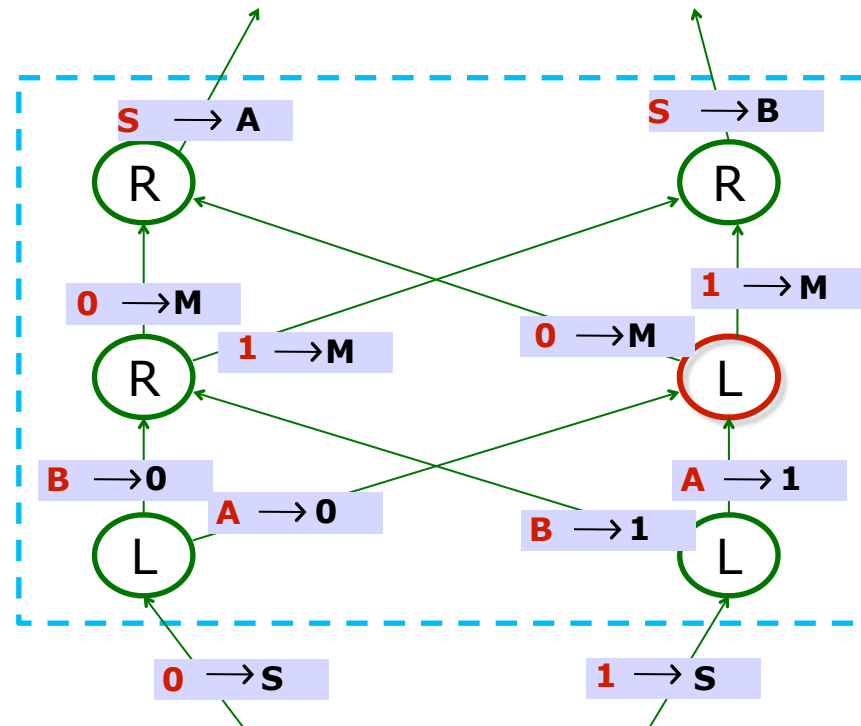 S → A
S → B
R
R
0 → M
1 → M
0 → M
1 → M
R
L
B → 0
A → 0
B → 1
A → 1
L
L
0 → S
1 → S